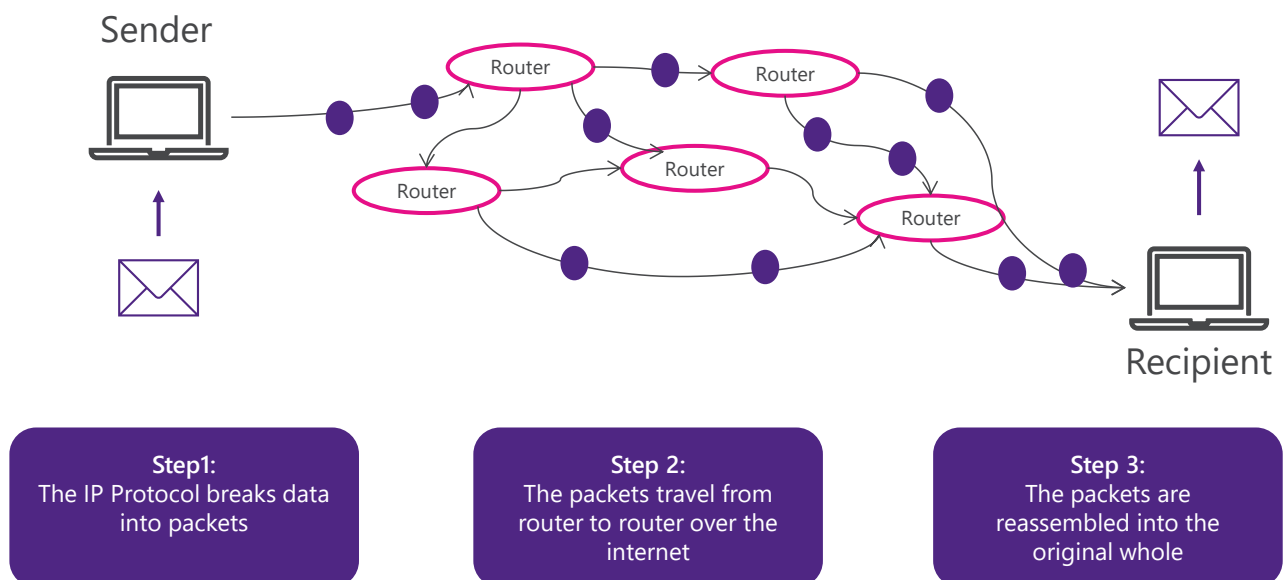 Sender
Router
Router
Router
Router
Router
Recipient
Step1:
The IP Protocol breaks data
into packets
Step 2:
The packets travel from
router to router over the
internet
Step 3:
The packets are
reassembled into the
original whole